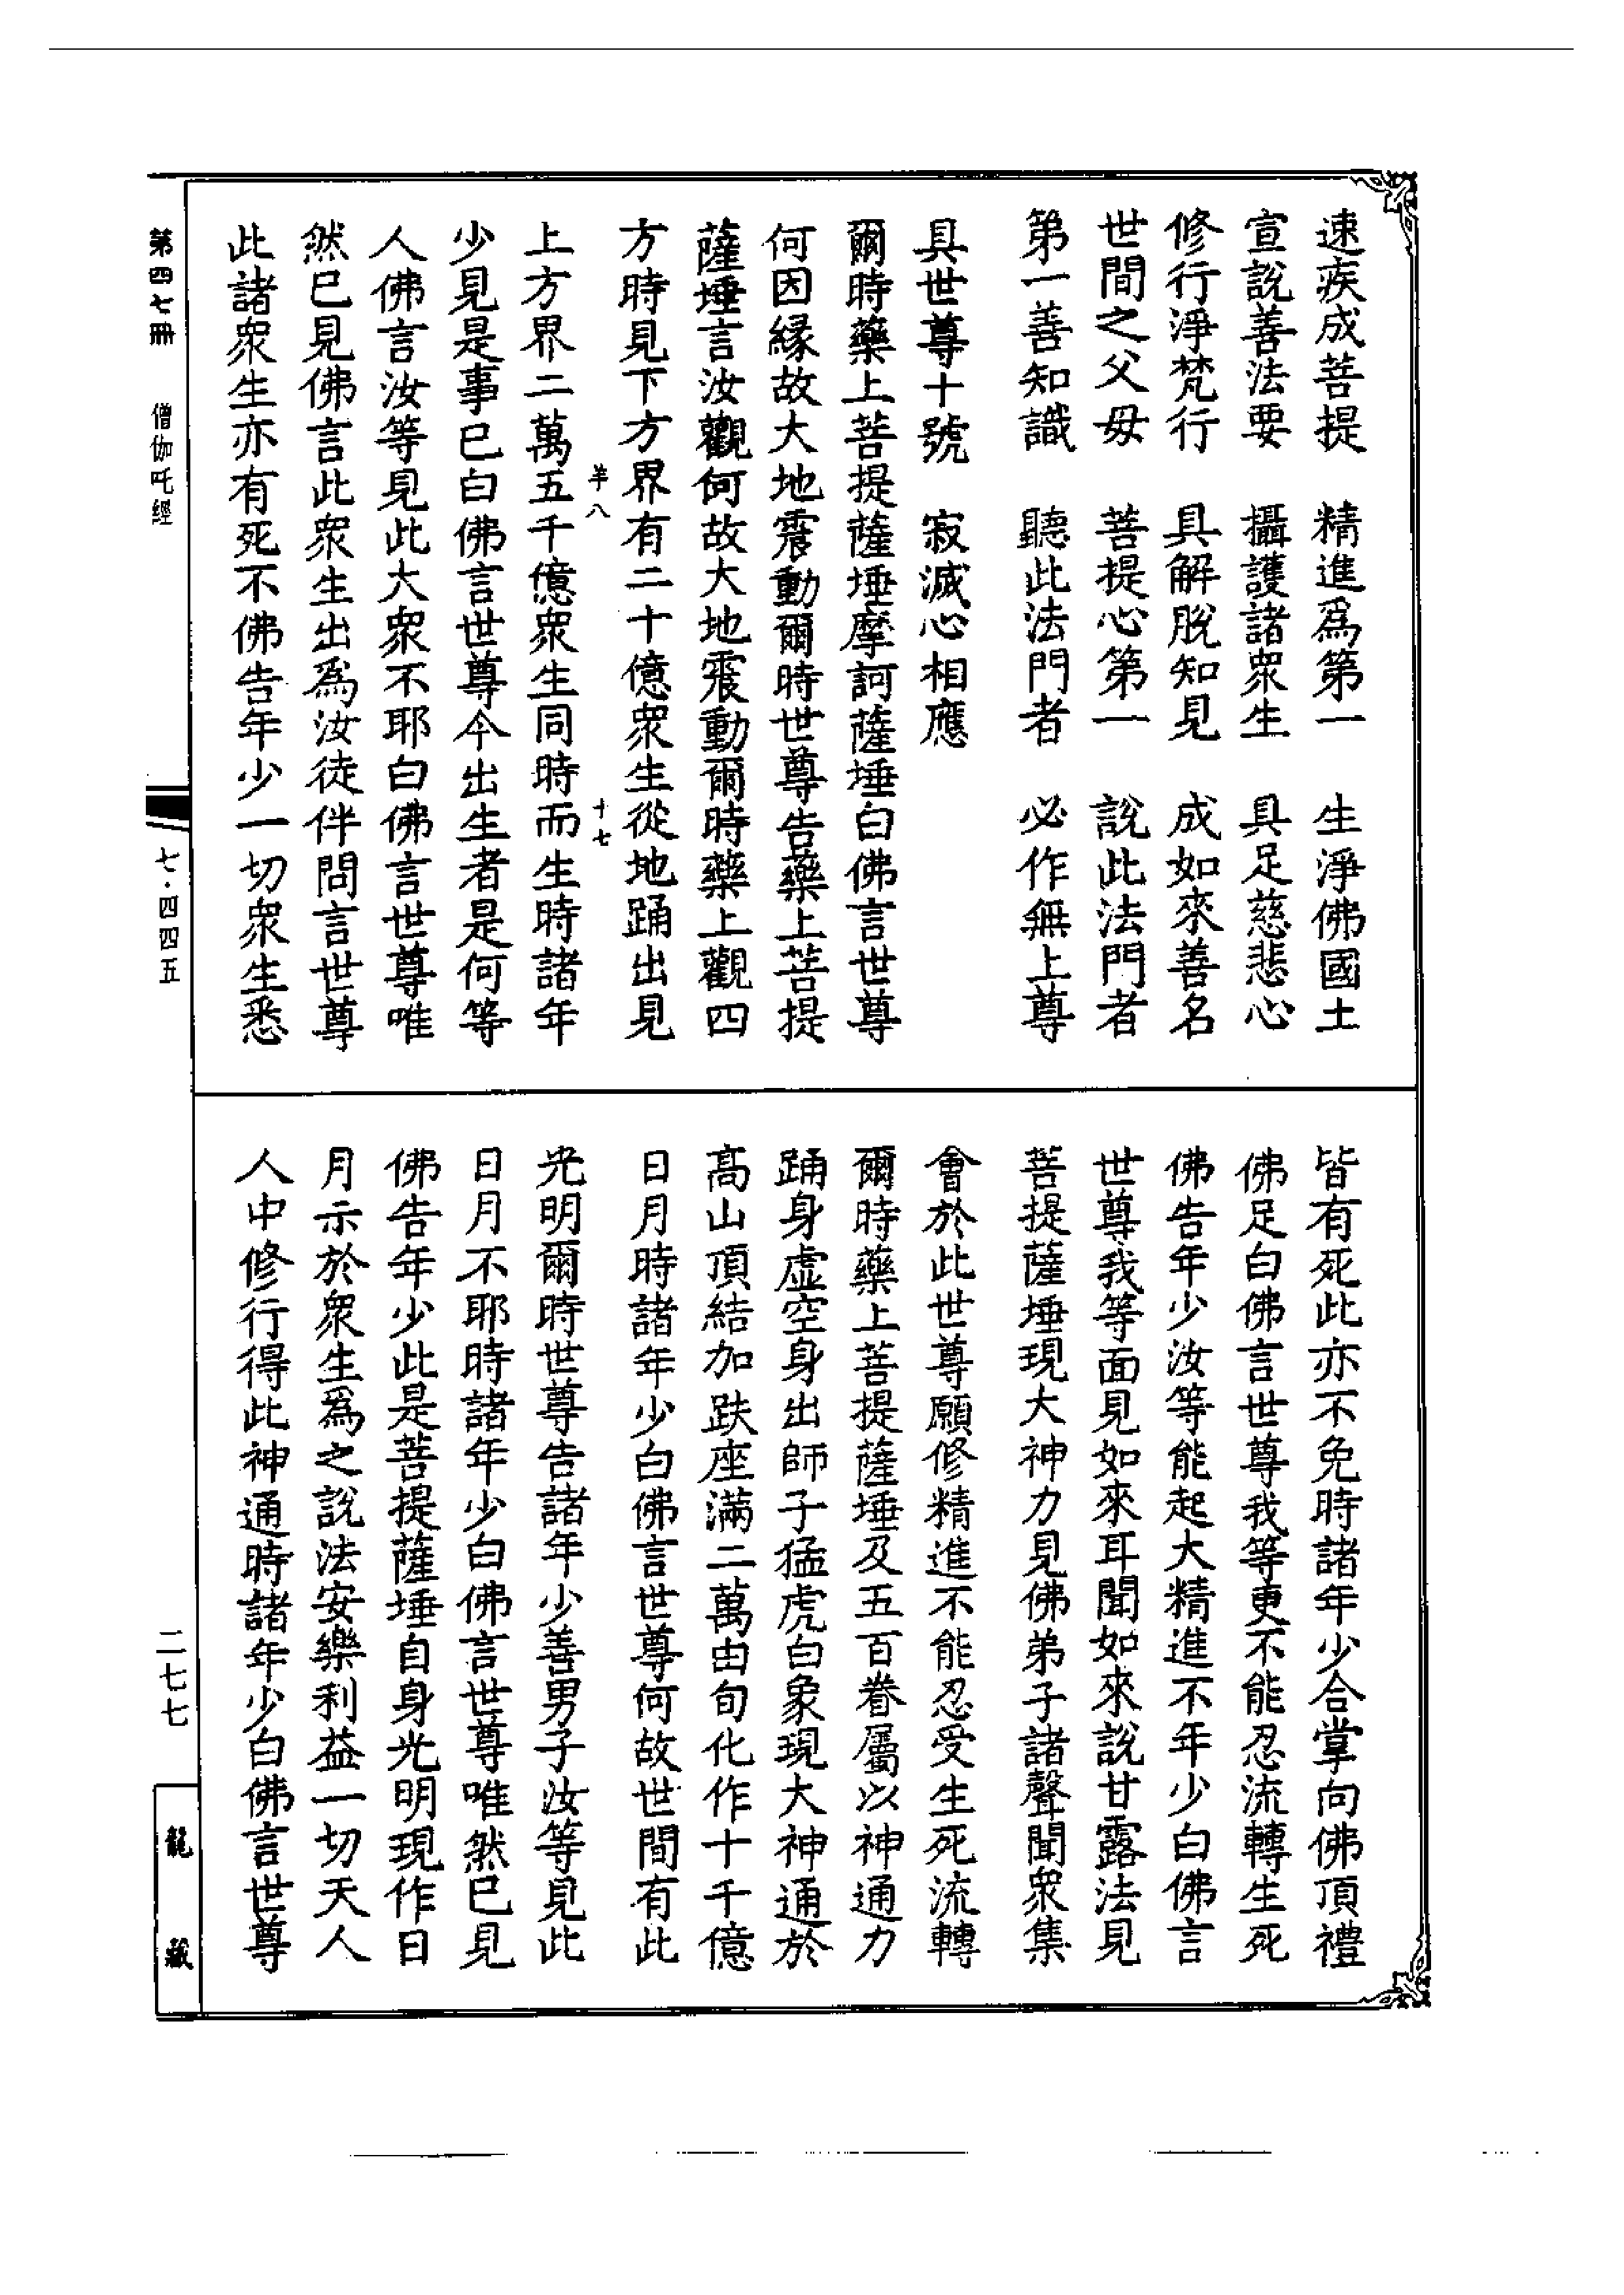 速疾成菩提　精進爲第一　生淨佛國土
宣說善法要　攝護諸衆生　具足慈悲心
修行淨梵行　具解脫知見　成如來善名
世間之父母　菩提心第一　說此法門者
第一善知識　聽此法門者　必作無上尊
具世尊十號　寂滅心相應
爾時藥上菩提薩埵摩訶薩埵白佛言世尊
何因緣故大地震動爾時世尊告藥上菩提
薩埵言汝觀何故大地震動爾時藥上觀四
方時見下方界有二十億衆生從地踊出見
羊八　十七
上方界二萬五千億衆生同時而生時諸年
少見是事已白佛言世尊今出生者是何等
人佛言汝等見此大衆不耶白佛言世尊唯
然已見佛言此衆生出爲汝徒伴問言世尊
此諸衆生亦有死不佛告年少一切衆生悉
皆有死此亦不免時諸年少合掌向佛頂禮
佛足白佛言世尊我等更不能忍流轉生死
佛告年少汝等能起大精進不年少白佛言
世尊我等面見如來耳聞如來說甘露法見
菩提薩埵現大神力見佛弟子諸聲聞衆集
會於此世尊願修精進不能忍受生死流轉
爾時藥上菩提薩埵及五百眷屬以神通力
踊身虛空身出師子猛虎白象現大神通於
高山頂結加趺座滿二萬由旬化作十千億
日月時諸年少白佛言世尊何故世間有此
光明爾時世尊告諸年少善男子汝等見此
日月不耶時諸年少白佛言世尊唯然已見
佛告年少此是菩提薩埵自身光明現作日
月示於衆生爲之說法安樂利益一切天人
人中修行得此神通時諸年少白佛言世尊
第四七冊　僧伽吒經　七·四四五　二七七　龍藏